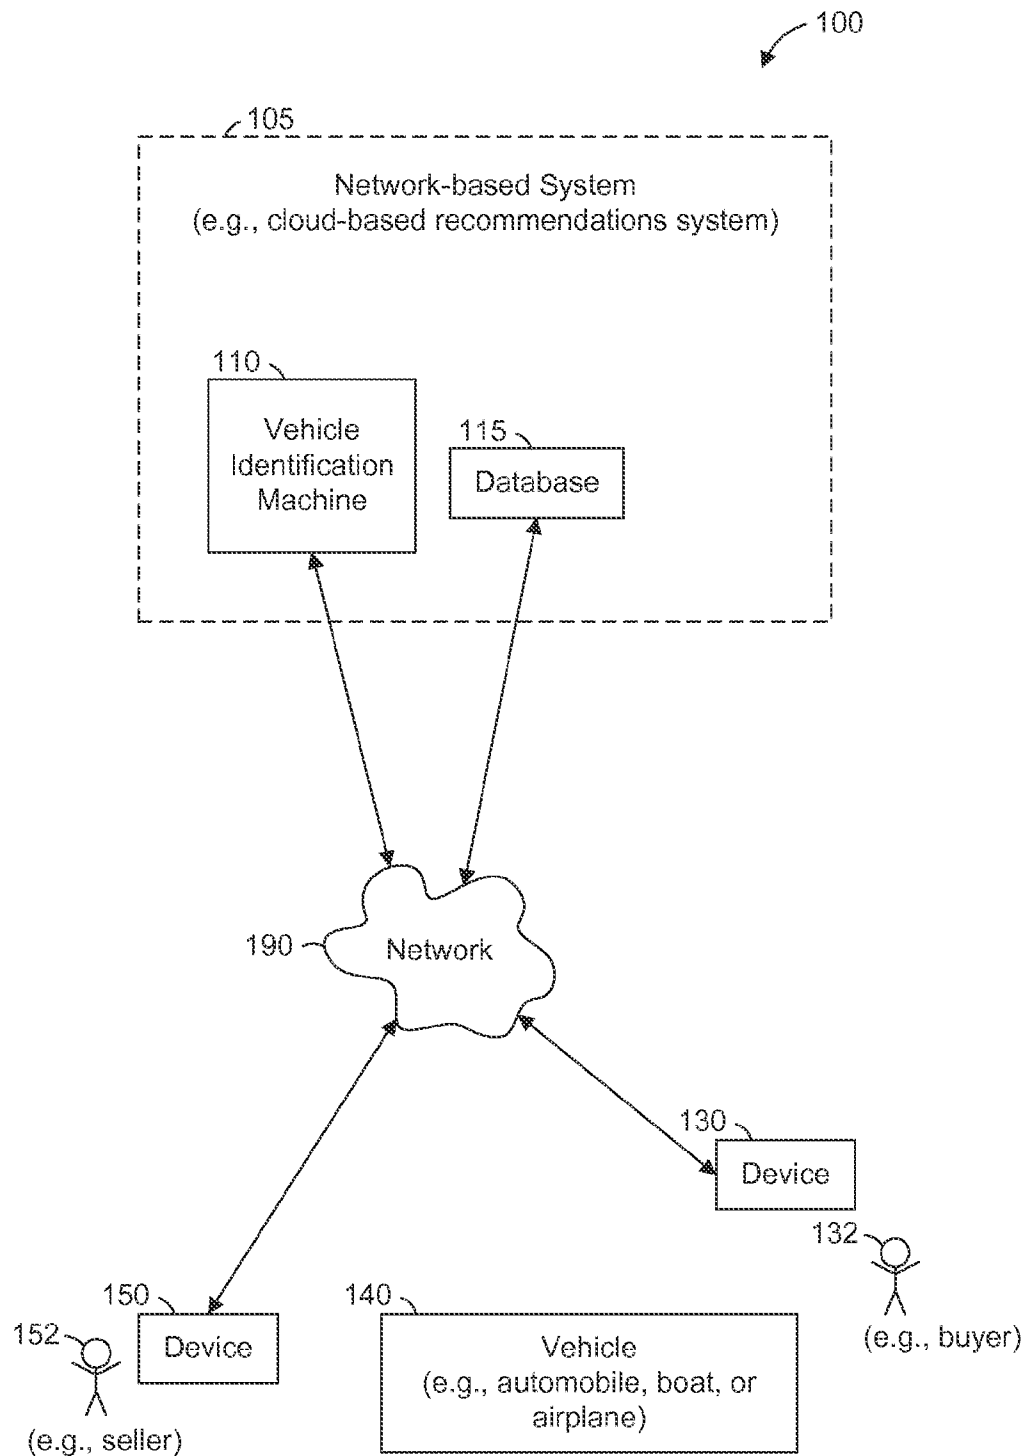 100
105
Network-based System
(e.g., cloud-based recommendations system)
110
Vehicle
Identification
Machine
115
Database
190
Network
130
Device
132
(e.g., buyer)
150
Device
152
(e.g., seller)
140
Vehicle
(e.g., automobile, boat, or
airplane)